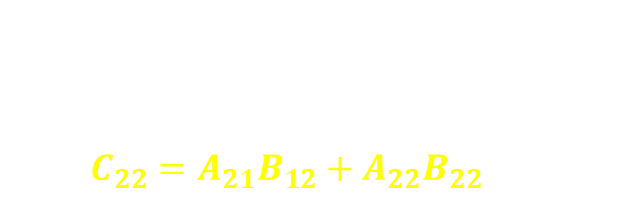 C₂₂ = A₂₁B₁₂ + A₂₂B₂₂